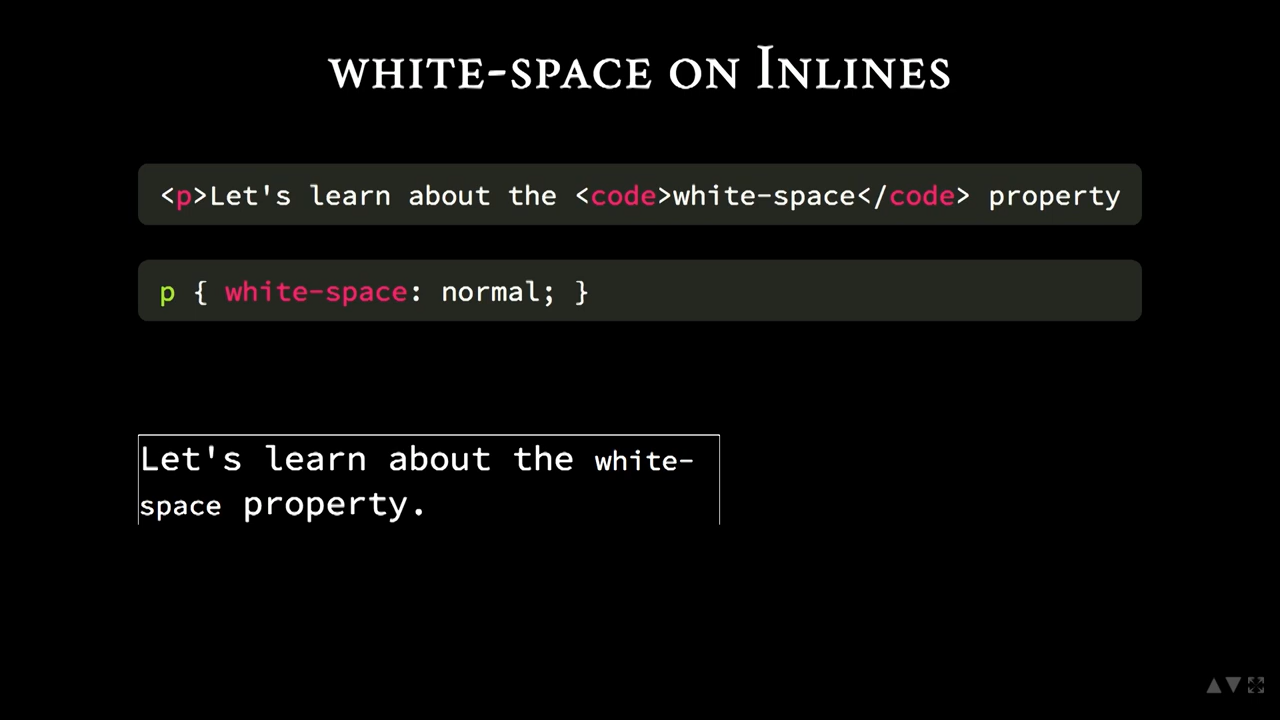 white-space on Inlines
<p>Let's learn about the <code>white-space</code> property
p { white-space: normal; }
Let's learn about the white-
space property.